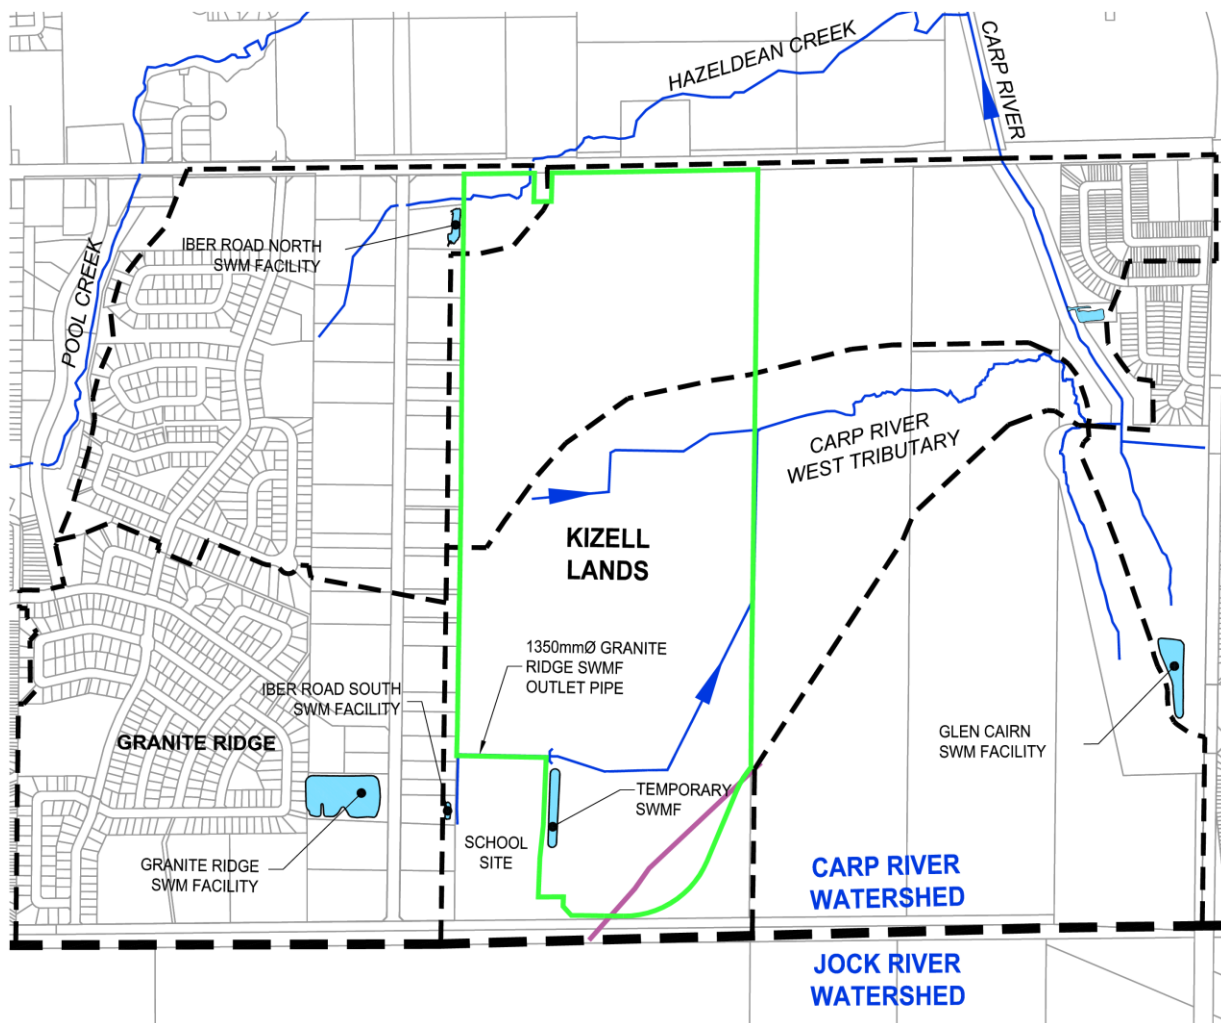 HAZELDEAN CREEK
CARP RIVER
POOL CREEK
IBER ROAD NORTH
SWM FACILITY
CARP RIVER
WEST TRIBUTARY
KIZELL
LANDS
1350mmØ GRANITE
RIDGE SWMF
OUTLET PIPE
IBER ROAD SOUTH
SWM FACILITY
GRANITE RIDGE
GLEN CAIRN
SWM FACILITY
TEMPORARY
SWMF
SCHOOL
SITE
GRANITE RIDGE
SWM FACILITY
CARP RIVER
WATERSHED
JOCK RIVER
WATERSHED